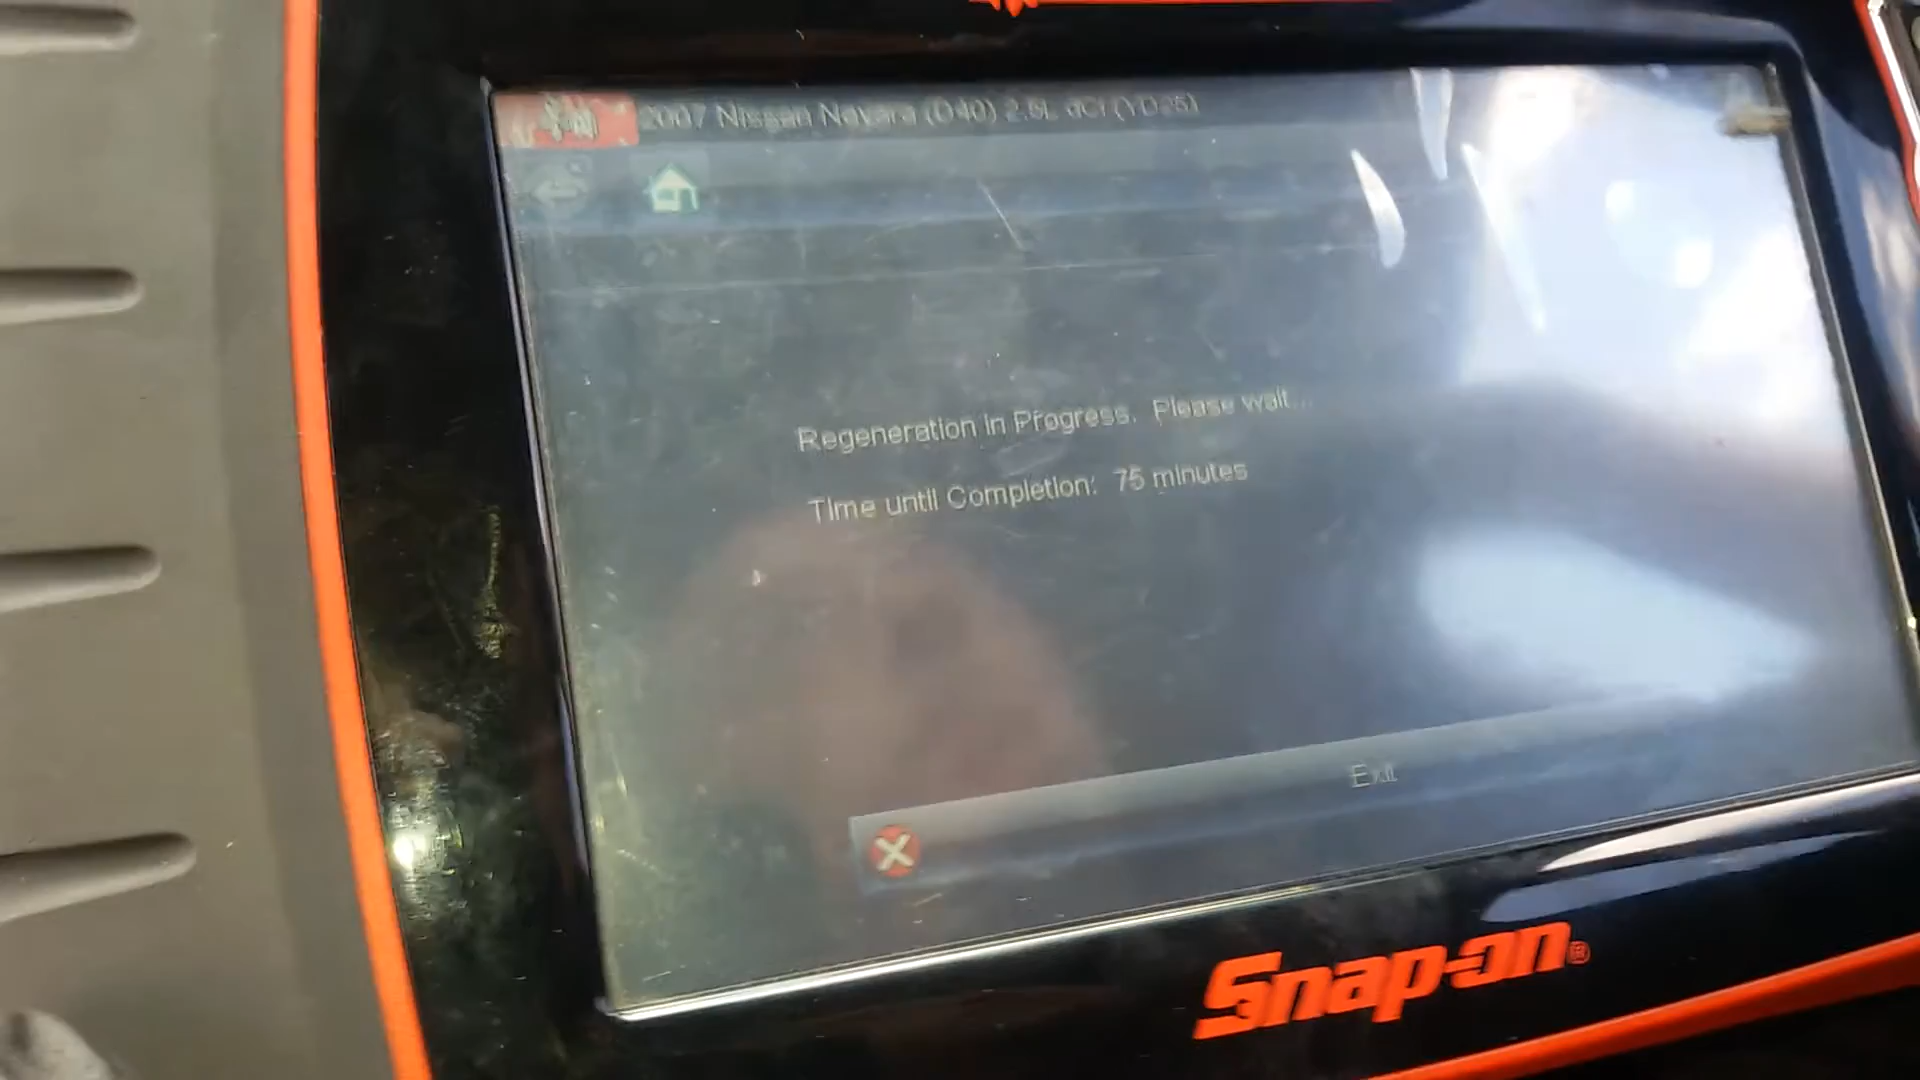 2007 Nissan Navara (D40) 2.5L dCi (YD25)
Regeneration in Progress. Please wait...
Time until Completion: 75 minutes
Exit
Snap-on®